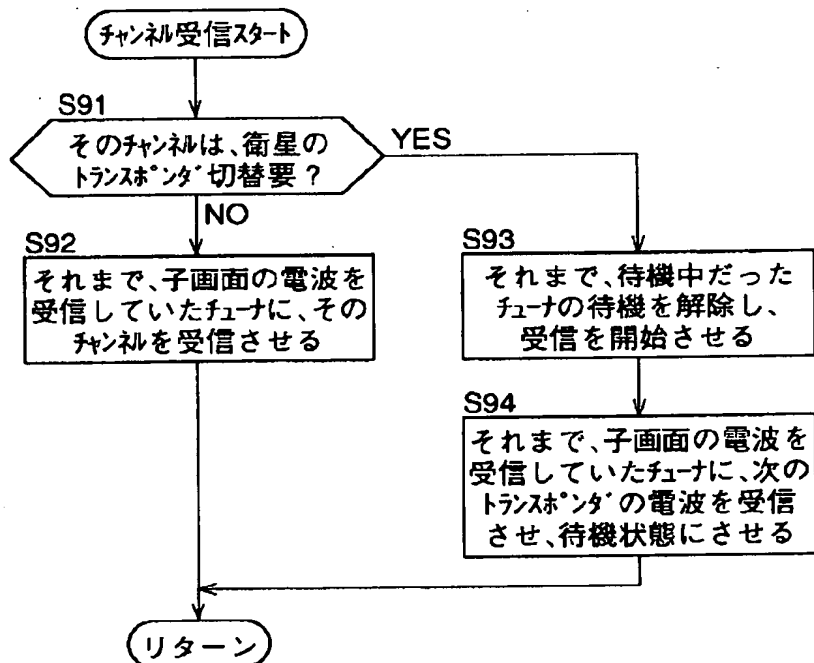 チャンネル受信スタート
S91
そのチャンネルは、衛星の
トランスポンダ切替要？
YES
NO
S92
それまで、子画面の電波を
受信していたチューナに、その
チャンネルを受信させる
S93
それまで、待機中だった
チューナの待機を解除し、
受信を開始させる
S94
それまで、子画面の電波を
受信していたチューナに、次の
トランスポンダの電波を受信
させ、待機状態にさせる
リターン